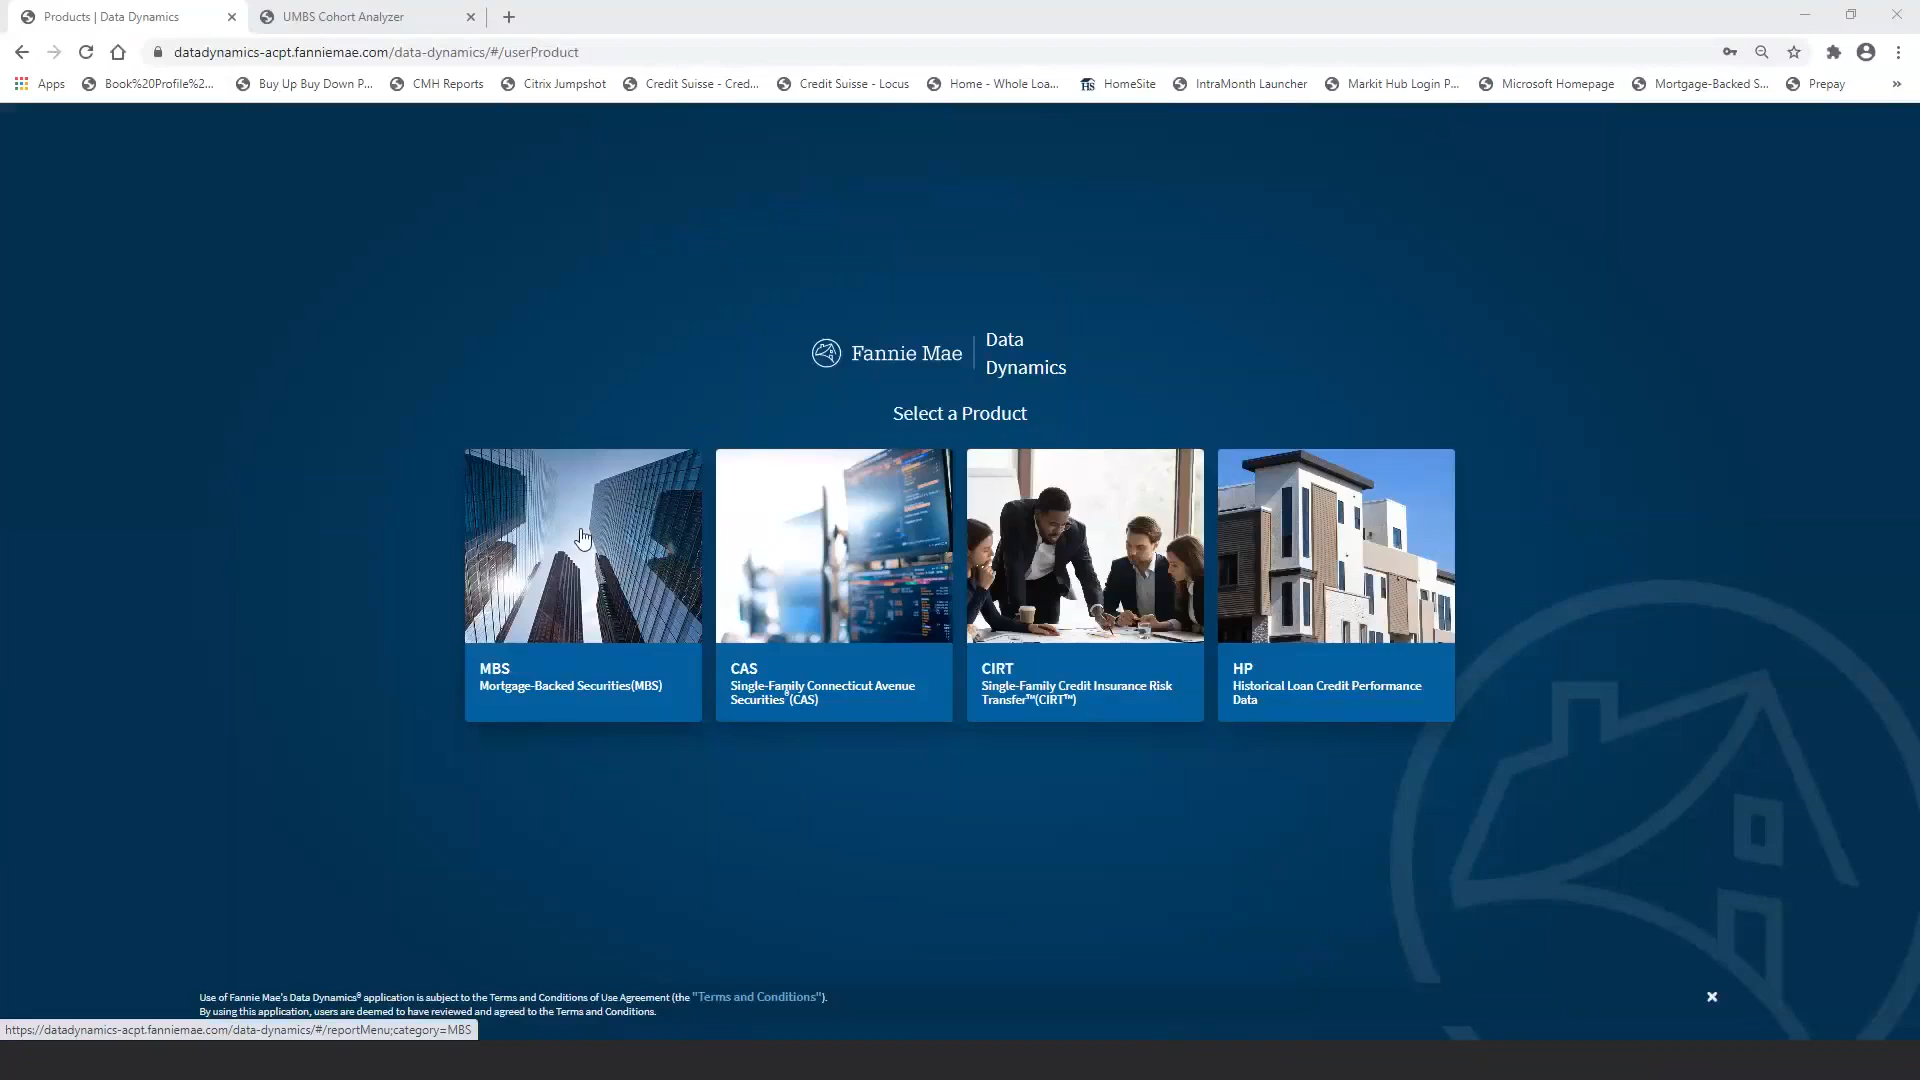 Products | Data Dynamics
UMBS Cohort Analyzer
datadynamics-acpt.fanniemae.com/data-dynamics/#/userProduct
Apps
Book%20Profile%2...
Buy Up Buy Down P...
CMH Reports
Citrix Jumpshot
Credit Suisse - Cred...
Credit Suisse - Locus
Home - Whole Loa...
HomeSite
IntraMonth Launcher
Markit Hub Login P...
Microsoft Homepage
Mortgage-Backed S...
Prepay
»
Fannie Mae
Data
Dynamics
Select a Product
MBS
Mortgage-Backed Securities(MBS)
CAS
Single-Family Connecticut Avenue
Securities®(CAS)
CIRT
Single-Family Credit Insurance Risk
Transfer™(CIRT™)
HP
Historical Loan Credit Performance
Data
Use of Fannie Mae's Data Dynamics® application is subject to the Terms and Conditions of Use Agreement (the "Terms and Conditions").
By using this application, users are deemed to have reviewed and agreed to the Terms and Conditions.
https://datadynamics-acpt.fanniemae.com/data-dynamics/#/reportMenu;category=MBS